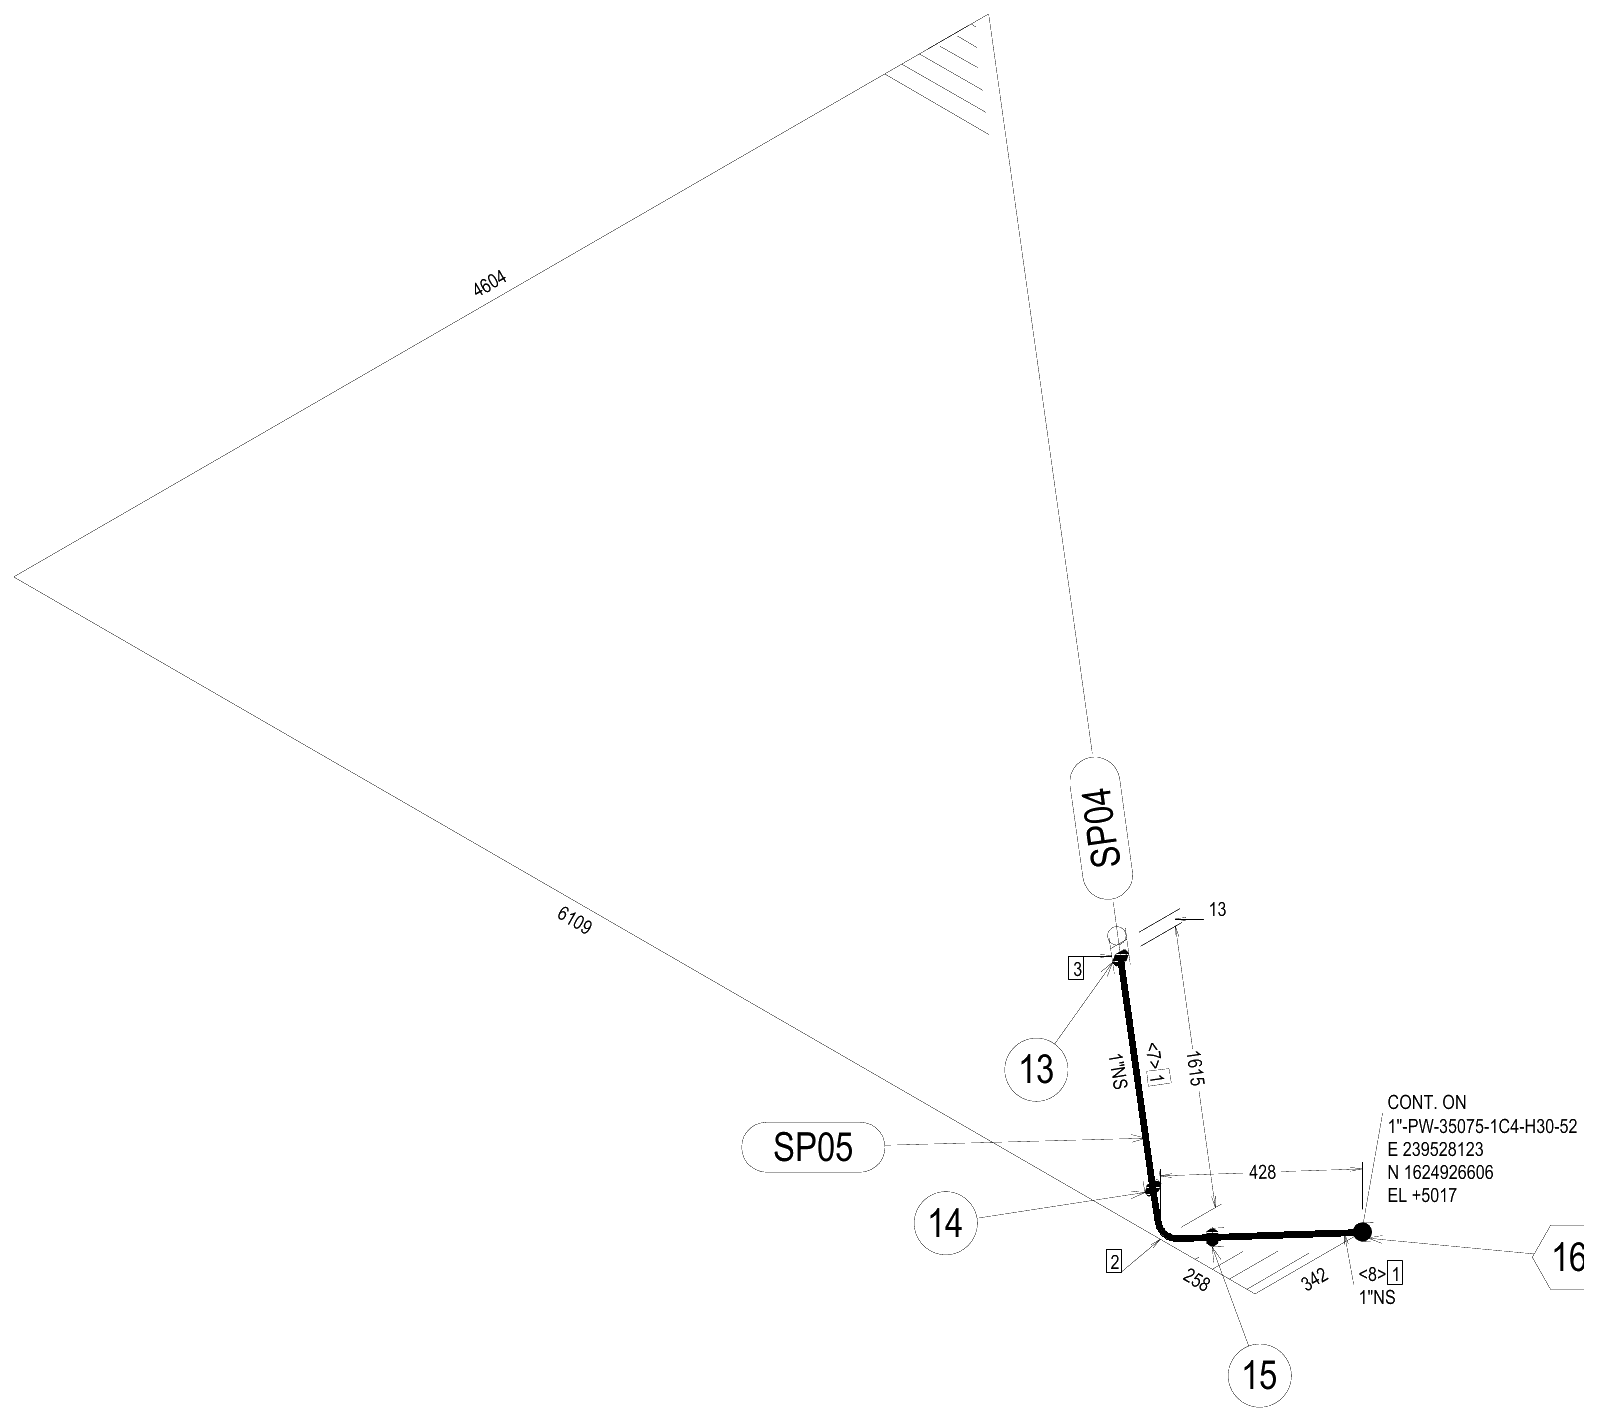 4604
6109
SP04
13
3
13
1"NS
<7>1
1615
SP05
14
428
CONT. ON
1"-PW-35075-1C4-H30-52
E 239528123
N 1624926606
EL +5017
2
258
342
<8>1
1"NS
16
15